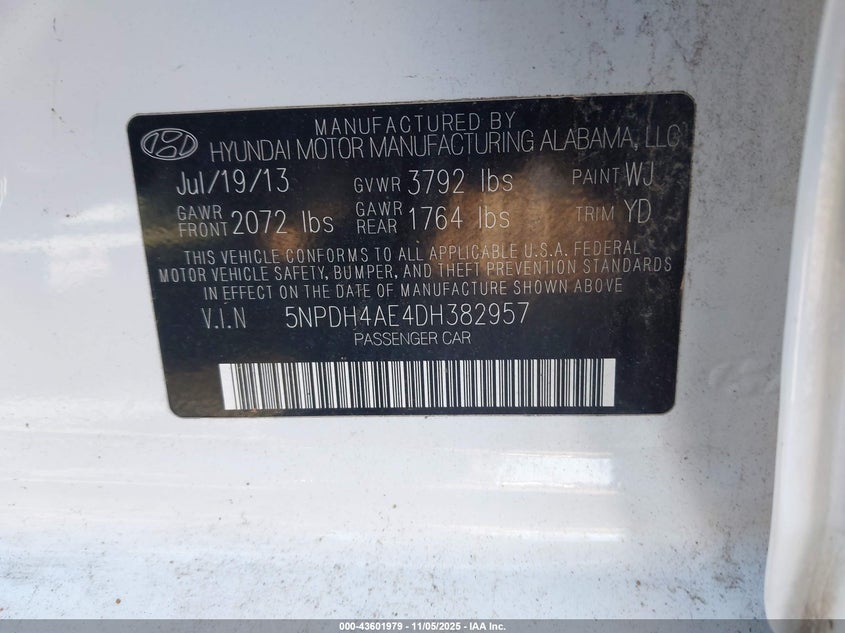 MANUFACTURED BY
HYUNDAI MOTOR MANUFACTURING ALABAMA, LLC
Jul/19/13 GVWR 3792 lbs PAINT WJ
GAWR FRONT 2072 lbs GAWR REAR 1764 lbs TRIM YD
THIS VEHICLE CONFORMS TO ALL APPLICABLE U.S.A. FEDERAL
MOTOR VEHICLE SAFETY, BUMPER, AND THEFT PREVENTION STANDARDS
IN EFFECT ON THE DATE OF MANUFACTURE SHOWN ABOVE
V.I.N 5NPDH4AE4DH382957
PASSENGER CAR
000-43601979 - 11/05/2025 - IAA Inc.